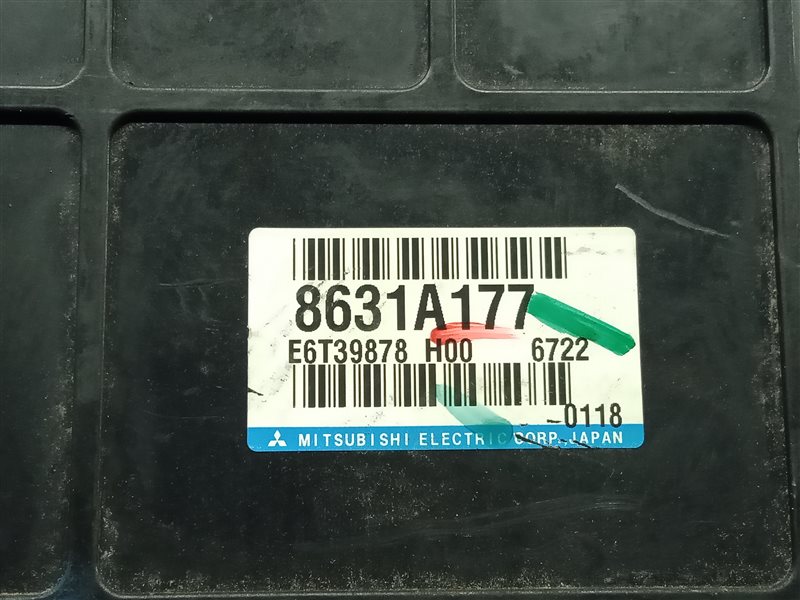 8631A177
E6T39878 H00 6722
-0118
MITSUBISHI ELECTRIC CORP. JAPAN